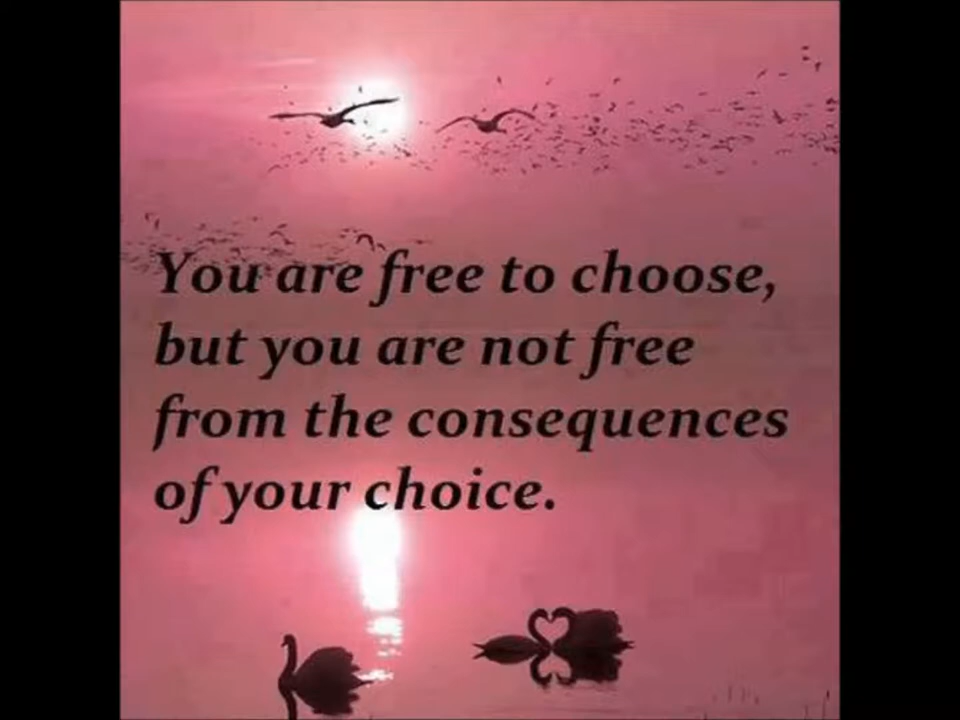 You are free to choose,
but you are not free
from the consequences
of your choice.